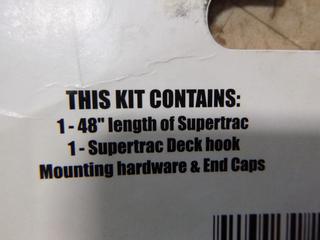 THIS KIT CONTAINS:
1 - 48" length of Supertrac
1 - Supertrac Deck hook
Mounting hardware & End Caps